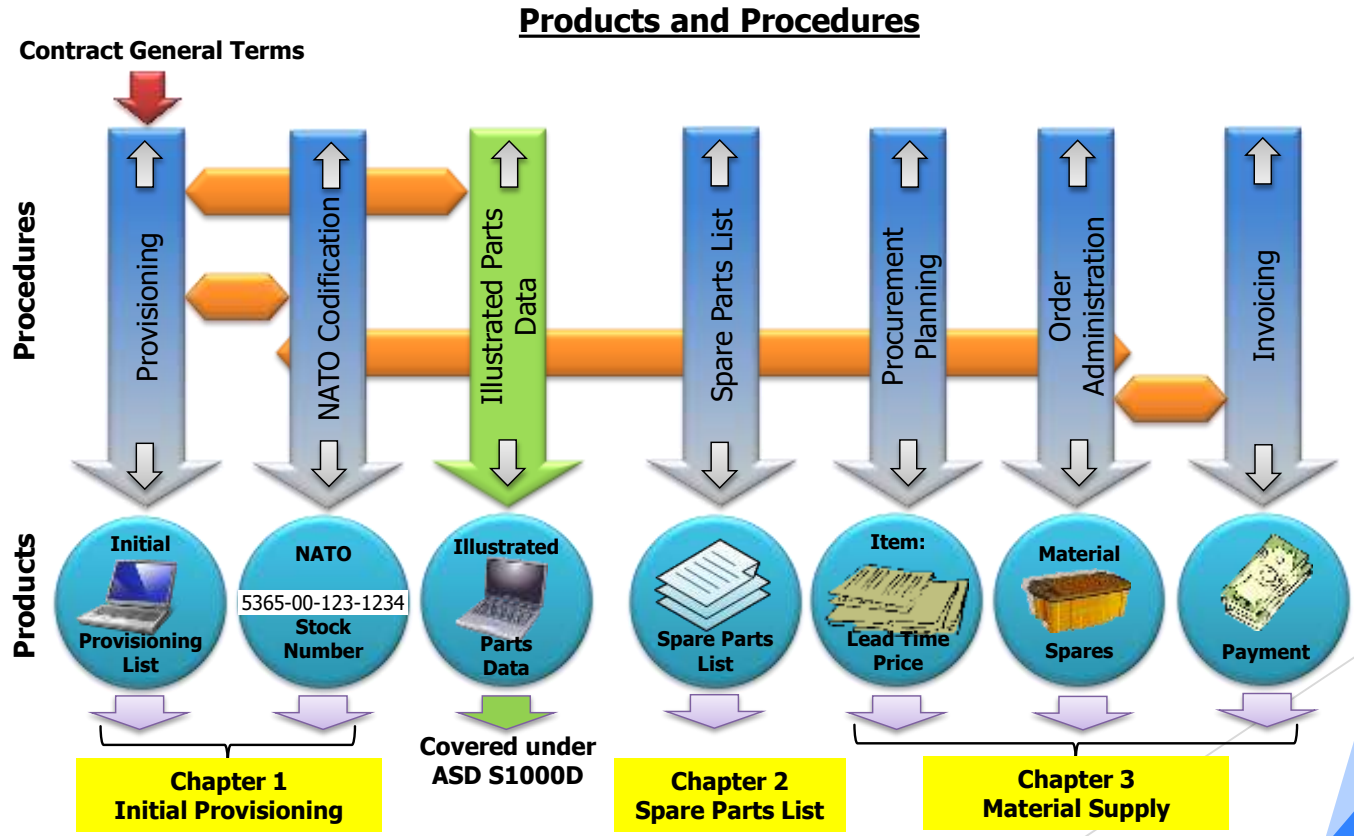 Products and Procedures
Contract General Terms
Procedures
Provisioning
NATO Codification
Illustrated Parts
Data
Spare Parts List
Procurement
Planning
Order
Administration
Invoicing
Products
Initial
Provisioning
List
NATO
5365-00-123-1234
Stock
Number
Illustrated
Parts
Data
Spare Parts
List
Item:
Lead Time
Price
Material
Spares
Payment
Covered under
ASD S1000D
Chapter 1
Initial Provisioning
Chapter 2
Spare Parts List
Chapter 3
Material Supply